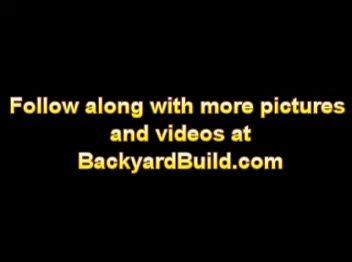 Follow along with more pictures
and videos at
BackyardBuild.com